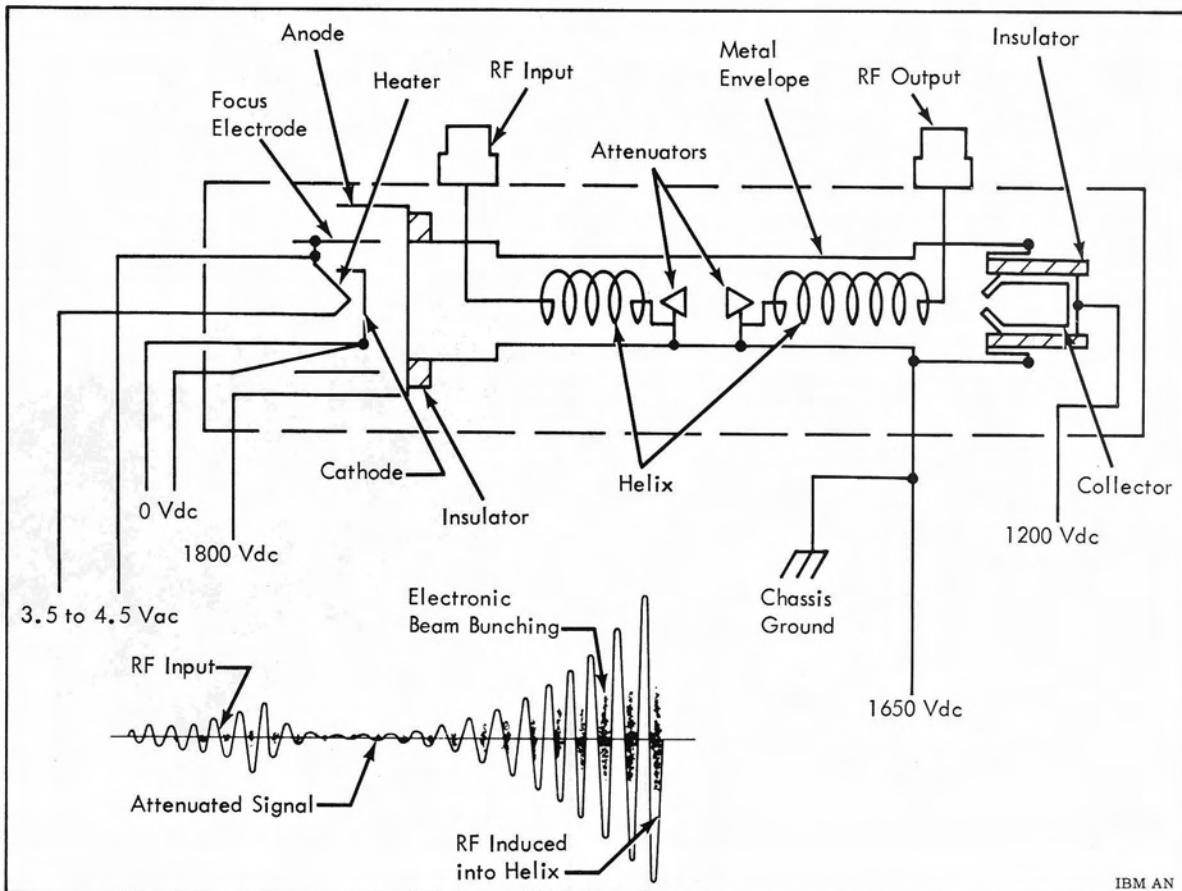 Anode
Heater
Focus
Electrode
RF Input
Attenuators
Metal
Envelope
RF Output
Insulator
Cathode
Insulator
Helix
Collector
0 Vdc
1800 Vdc
3.5 to 4.5 Vac
Chassis
Ground
1650 Vdc
1200 Vdc
RF Input
Attenuated Signal
Electronic
Beam Bunching
RF Induced
into Helix
IBM AN